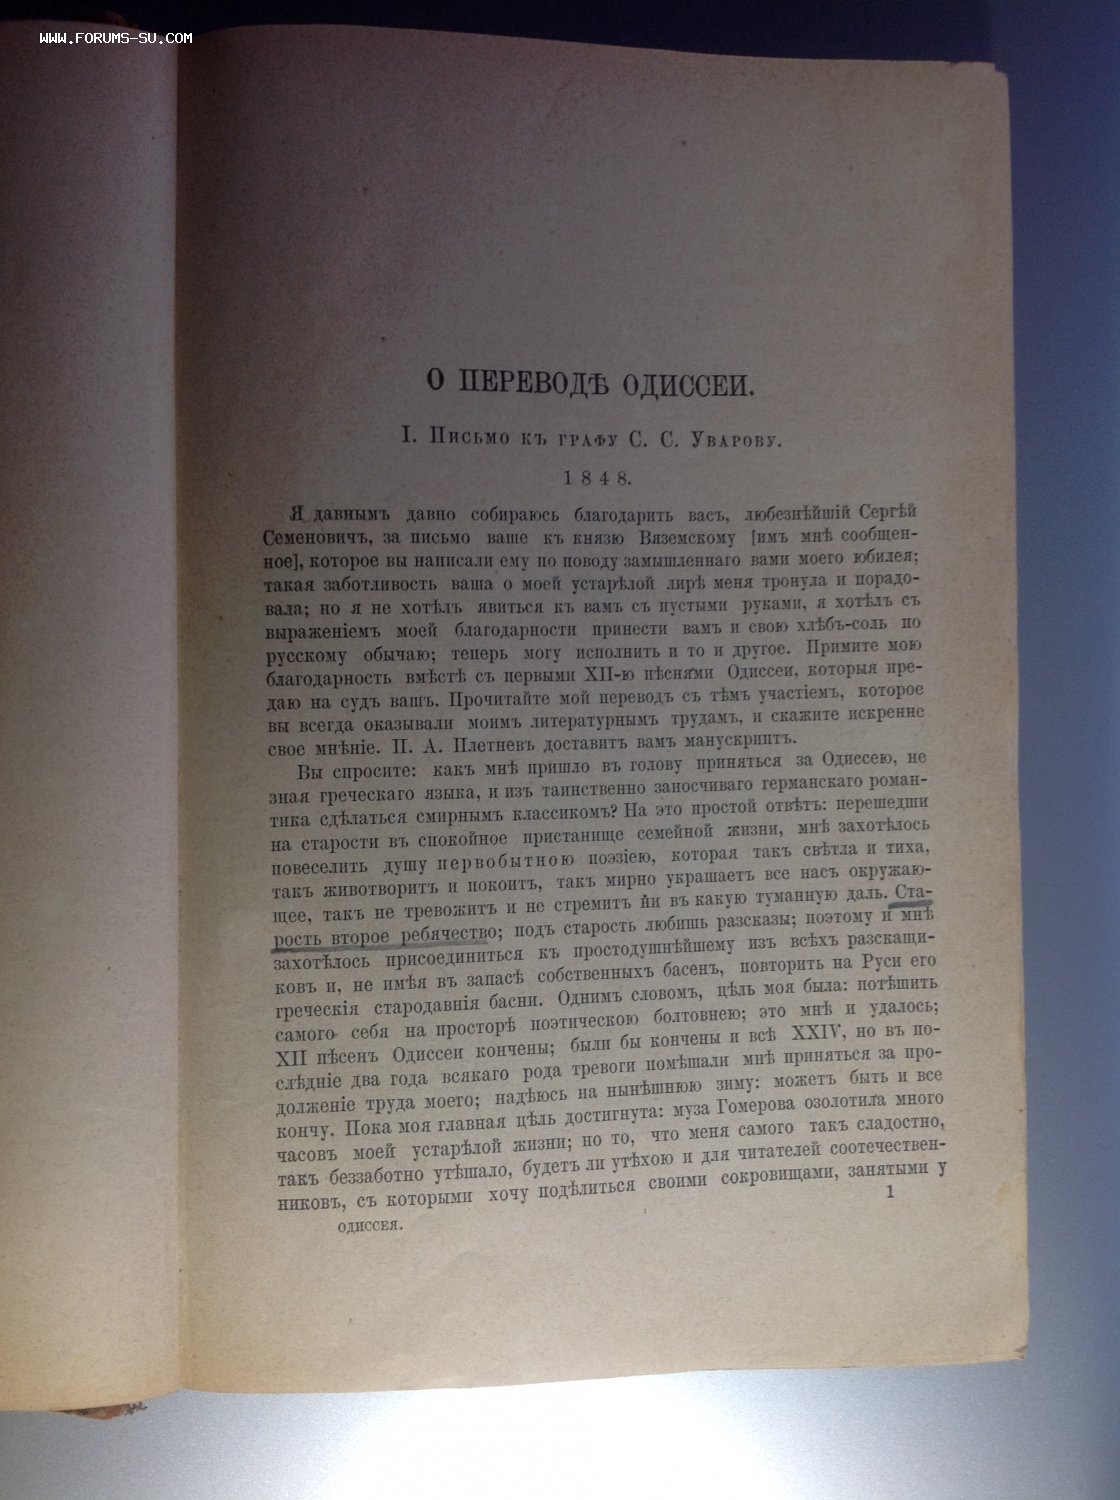 WWW.FORUMS-SU.COM
О ПЕРЕВОДѢ ОДИССЕИ.
I. Письмо къ графу С. С. Уварову.
1848.
Я давнымъ давно собираюсь благодарить васъ, любезнѣйшій Сергѣй
Семеновичъ, за письмо ваше къ князю Вяземскому [имъ мнѣ сообщен-
ное], которое вы написали ему по поводу замышленнаго вами моего юбилея;
такая заботливость ваша о моей устарѣлой лирѣ меня тронула и порадо-
вала; но я не хотѣлъ явиться къ вамъ съ пустыми руками, я хотѣлъ съ
выраженіемъ моей благодарности принести вамъ и свою хлѣбъ-соль по
русскому обычаю; теперь могу исполнить и то и другое. Примите мою
благодарность вмѣстѣ съ первыми XII-ю пѣснями Одиссеи, которыя пре-
даю на судъ вашъ. Прочитайте мой переводъ съ тѣмъ участіемъ, которое
вы всегда оказывали моимъ литературнымъ трудамъ, и скажите искренне
свое мнѣніе. П. А. Плетневъ доставитъ вамъ манускриптъ.
Вы спросите: какъ мнѣ пришло въ голову приняться за Одиссею, не
зная греческаго языка, и изъ таинственно заносчиваго германскаго роман-
тика сдѣлаться смирнымъ классикомъ? На это простой отвѣтъ: перешедши
на старости въ спокойное пристанище семейной жизни, мнѣ захотѣлось
повеселить душу первобытною поэзіею, которая такъ свѣтла и тиха,
такъ животворитъ и покоитъ, такъ мирно украшаетъ все насъ окружаю-
щее, такъ не тревожитъ и не стремитъ ни въ какую туманную даль. Ста-
рость второе ребячество; подъ старость любишь разсказы; поэтому и мнѣ
захотѣлось присоединиться къ простодушнѣйшему изъ всѣхъ разскащи-
ковъ и, не имѣя въ запасѣ собственныхъ басенъ, повторить на Руси его
греческія стародавнія басни. Однимъ словомъ, цѣль моя была: потѣшить
самого себя на просторѣ поэтическою болтовнею; это мнѣ и удалось;
XII пѣсенъ Одиссеи кончены; были бы кончены и всѣ XXIV, но въ по-
слѣдніе два года всякаго рода тревоги помѣшали мнѣ приняться за про-
долженіе труда моего; надѣюсь на нынѣшнюю зиму: можетъ быть и все
кончу. Пока моя главная цѣль достигнута: муза Гомерова озолотила много
часовъ моей устарѣлой жизни; но то, что меня самого такъ сладостно,
такъ беззаботно утѣшало, будетъ ли утѣхою и для читателей соотечествен-
никовъ, съ которыми хочу подѣлиться своими сокровищами, занятыми у
одиссея.
1